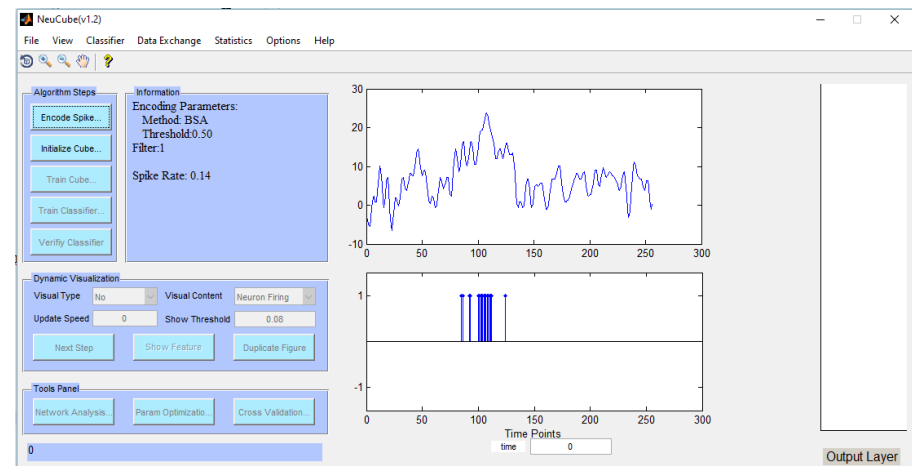 NeuCube(v1.2)
File View Classifier Data Exchange Statistics Options Help
Algorithm Steps
Encode Spike...
Initialize Cube...
Train Cube...
Train Classifier...
Verifiy Classifier
Information
Encoding Parameters:
Method: BSA
Threshold:0.50
Filter:1
Spike Rate: 0.14
Dynamic Visualization
Visual Type No Visual Content Neuron Firing
Update Speed 0 Show Threshold 0.08
Next Step Show Feature Duplicate Figure
Tools Panel
Network Analysis... Param Optimizatio... Cross Validation...
0
30
20
10
0
-10
0 50 100 150 200 250 300
1
-1
0 50 100 150 200 250 300
Time Points
time 0
Output Layer